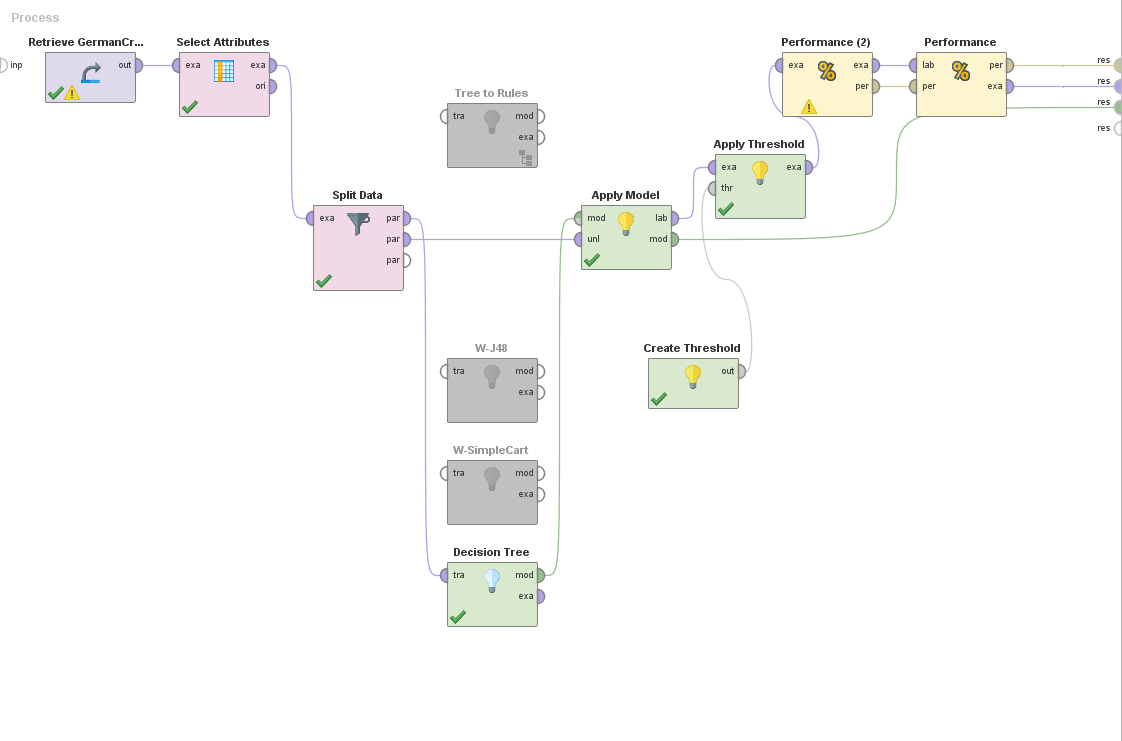 Process
inp
Retrieve GermanCr...
out
Select Attributes
exa
exa
ori
Performance (2)
exa
exa
per
Performance
lab
per
per
exa
res
res
res
res
Tree to Rules
tra
mod
exa
Apply Threshold
exa
exa
thr
Split Data
exa
par
par
par
Apply Model
mod
lab
unl
mod
W-J48
tra
mod
exa
Create Threshold
out
W-SimpleCart
tra
mod
exa
Decision Tree
tra
mod
exa